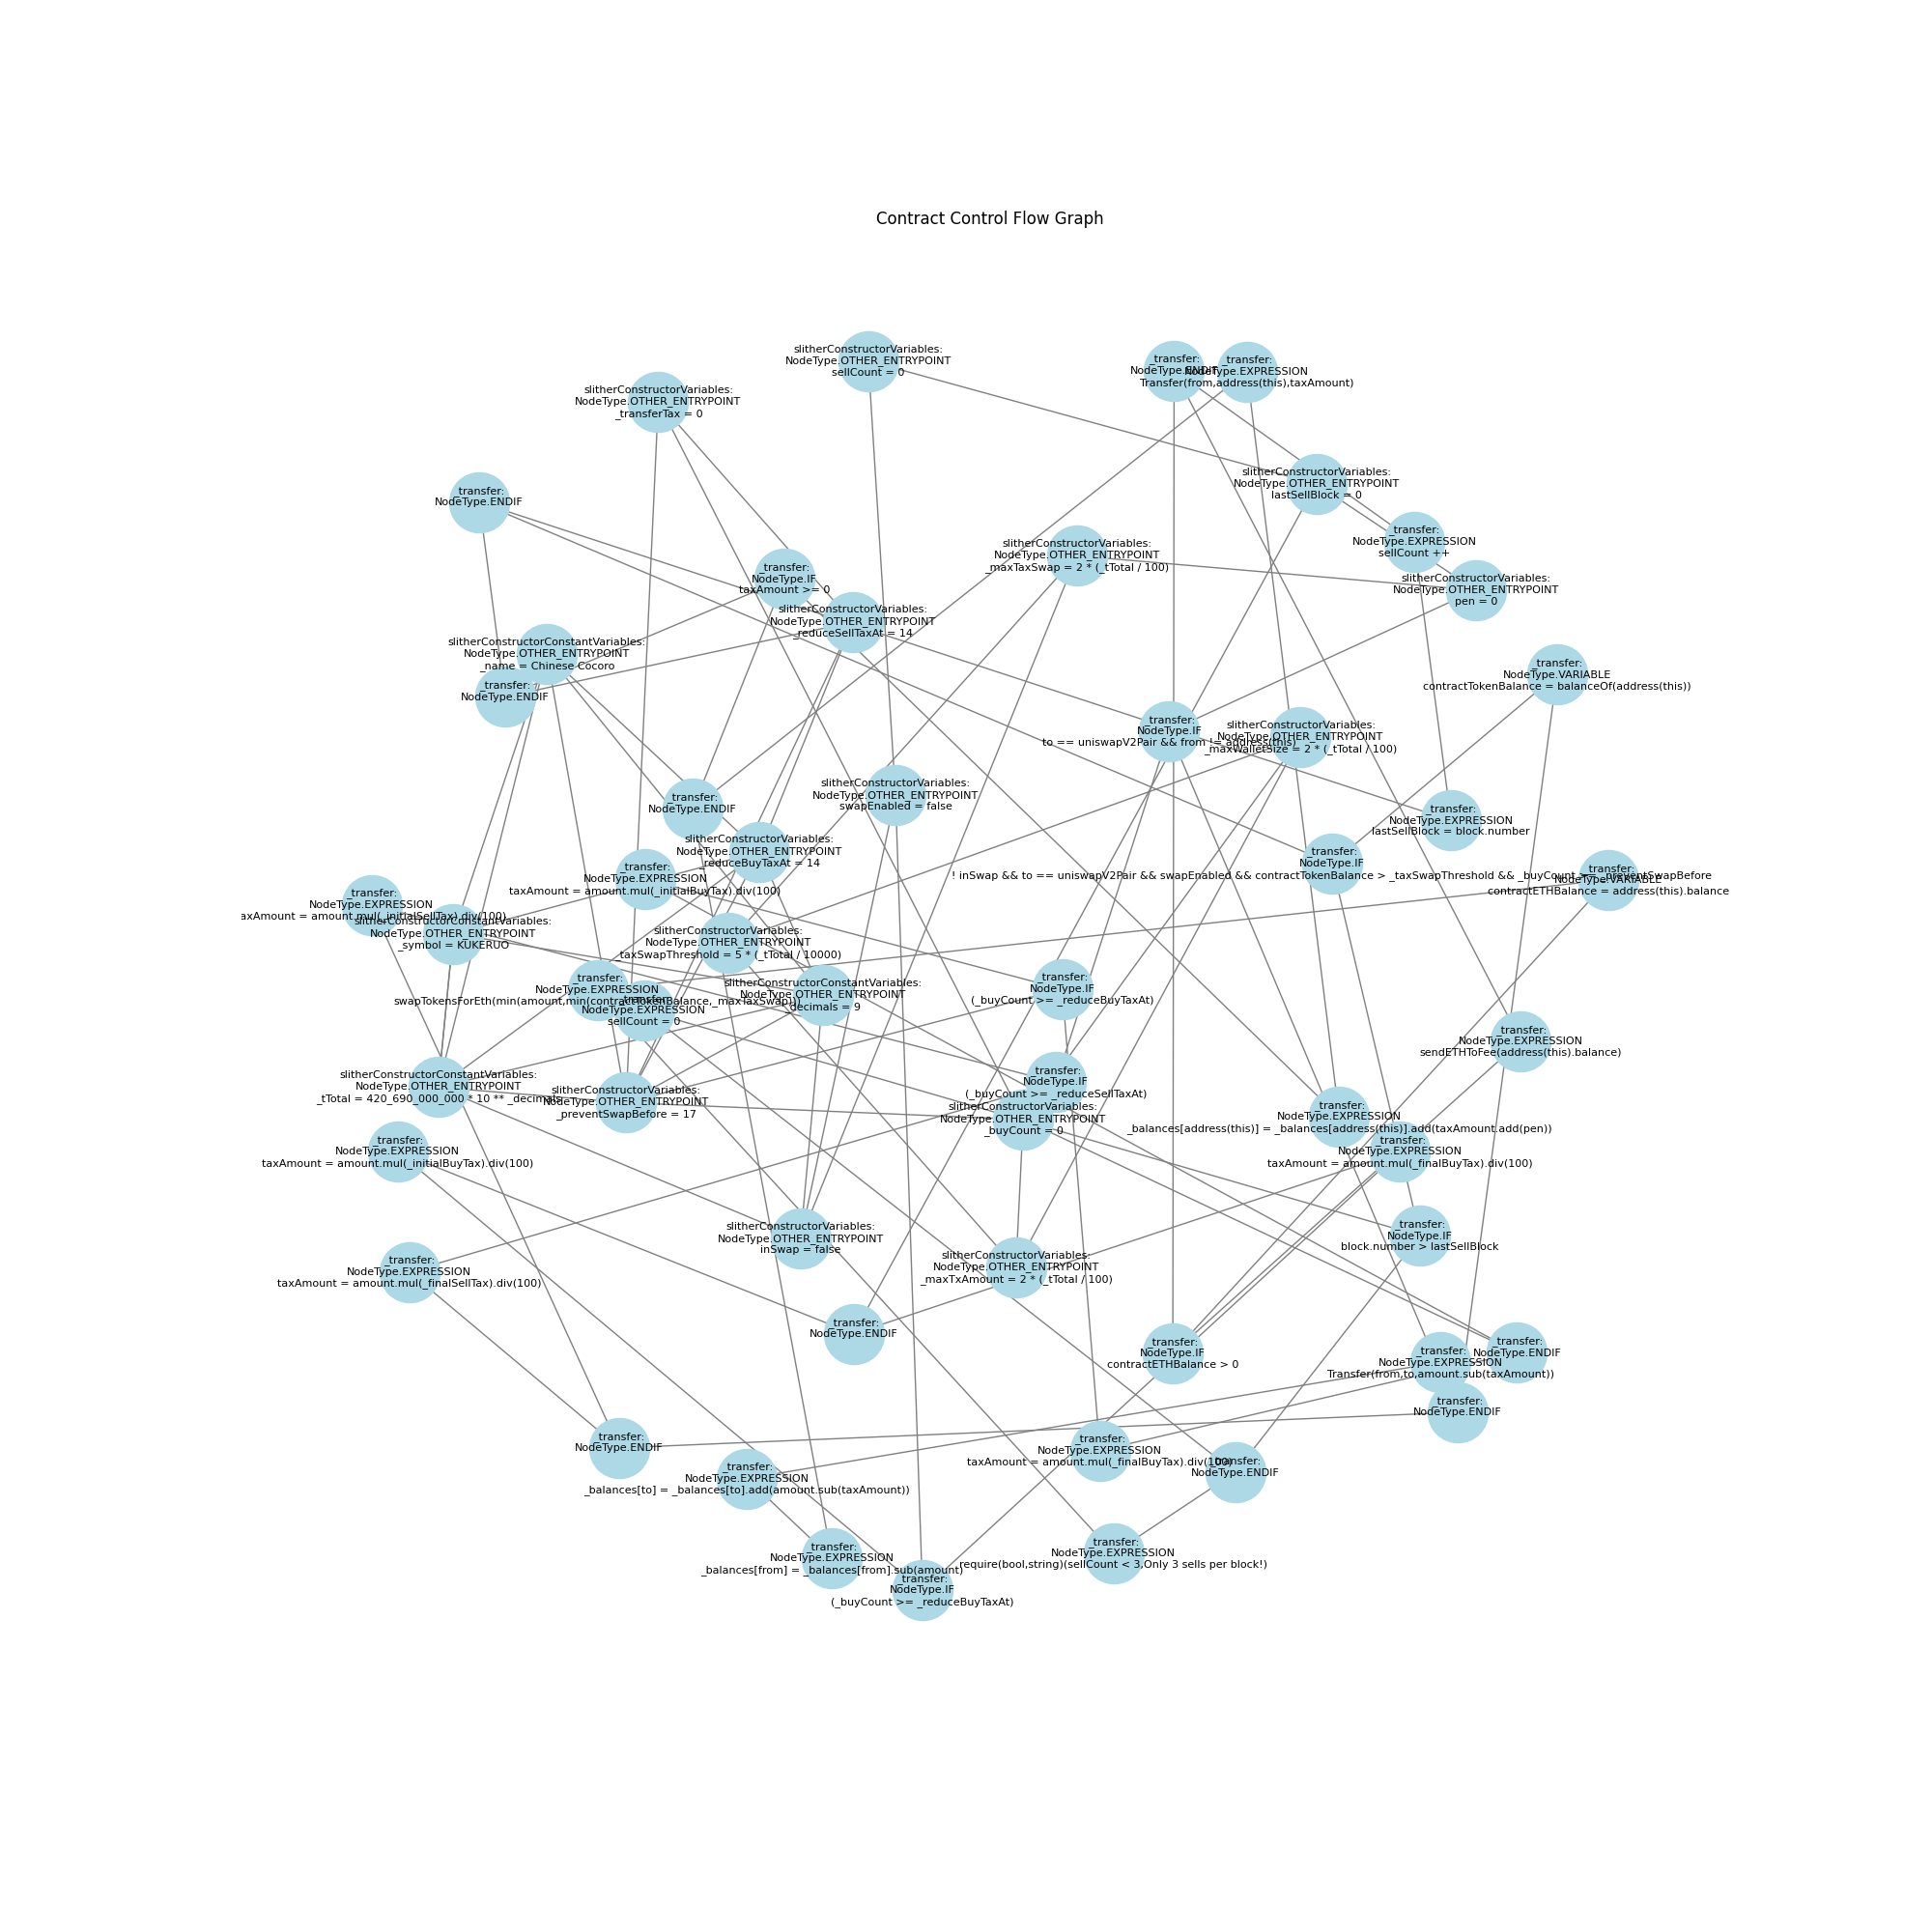 Contract Control Flow Graph
slitherConstructorVariables:
NodeType.OTHER_ENTRYPOINT
sellCount = 0
_transfer:
NodeType.ENDIF
_transfer:
NodeType.EXPRESSION
Transfer(from,address(this),taxAmount)
slitherConstructorVariables:
NodeType.OTHER_ENTRYPOINT
_transferTax = 0
slitherConstructorVariables:
NodeType.OTHER_ENTRYPOINT
lastSellBlock = 0
_transfer:
NodeType.ENDIF
_transfer:
NodeType.EXPRESSION
sellCount ++
slitherConstructorVariables:
NodeType.OTHER_ENTRYPOINT
_maxTaxSwap = 2 * (_tTotal / 100)
_transfer:
NodeType.IF
taxAmount >= 0
slitherConstructorVariables:
NodeType.OTHER_ENTRYPOINT
pen = 0
slitherConstructorVariables:
NodeType.OTHER_ENTRYPOINT
_reduceSellTaxAt = 14
slitherConstructorConstantVariables:
NodeType.OTHER_ENTRYPOINT
_name = Chinese Cocoro
_transfer:
NodeType.VARIABLE
contractTokenBalance = balanceOf(address(this))
_transfer:
NodeType.ENDIF
_transfer:
NodeType.IF
to == uniswapV2Pair && from != address(this)
slitherConstructorVariables:
NodeType.OTHER_ENTRYPOINT
_maxWalletSize = 2 * (_tTotal / 100)
slitherConstructorVariables:
NodeType.OTHER_ENTRYPOINT
swapEnabled = false
_transfer:
NodeType.ENDIF
_transfer:
NodeType.EXPRESSION
lastSellBlock = block.number
slitherConstructorVariables:
NodeType.OTHER_ENTRYPOINT
_reduceBuyTaxAt = 14
_transfer:
NodeType.IF
! inSwap && to == uniswapV2Pair && swapEnabled && contractTokenBalance > _taxSwapThreshold && _buyCount >= _preventSwapBefore
_transfer:
NodeType.VARIABLE
contractETHBalance = address(this).balance
_transfer:
NodeType.EXPRESSION
taxAmount = amount.mul(_initialBuyTax).div(100)
_transfer:
NodeType.EXPRESSION
axAmount = amount.mul(_initialSellTax).div(100)
slitherConstructorConstantVariables:
NodeType.OTHER_ENTRYPOINT
_symbol = KUKERUO
slitherConstructorVariables:
NodeType.OTHER_ENTRYPOINT
_taxSwapThreshold = 5 * (_tTotal / 10000)
_transfer:
NodeType.EXPRESSION
swapTokensForEth(min(amount,min(contractTokenBalance,_maxTaxSwap)))
_transfer:
NodeType.EXPRESSION
sellCount = 0
slitherConstructorConstantVariables:
NodeType.OTHER_ENTRYPOINT
_decimals = 9
_transfer:
NodeType.IF
(_buyCount >= _reduceBuyTaxAt)
_transfer:
NodeType.EXPRESSION
sendETHToFee(address(this).balance)
_transfer:
NodeType.IF
(_buyCount >= _reduceSellTaxAt)
slitherConstructorVariables:
NodeType.OTHER_ENTRYPOINT
_buyCount = 0
slitherConstructorConstantVariables:
NodeType.OTHER_ENTRYPOINT
_tTotal = 420_690_000_000 * 10 ** _decimals
slitherConstructorVariables:
NodeType.OTHER_ENTRYPOINT
_preventSwapBefore = 17
_transfer:
NodeType.EXPRESSION
_balances[address(this)] = _balances[address(this)].add(taxAmount.add(pen))
_transfer:
NodeType.EXPRESSION
taxAmount = amount.mul(_finalBuyTax).div(100)
_transfer:
NodeType.EXPRESSION
taxAmount = amount.mul(_initialBuyTax).div(100)
_transfer:
NodeType.IF
block.number > lastSellBlock
slitherConstructorVariables:
NodeType.OTHER_ENTRYPOINT
inSwap = false
_transfer:
NodeType.EXPRESSION
taxAmount = amount.mul(_finalSellTax).div(100)
slitherConstructorVariables:
NodeType.OTHER_ENTRYPOINT
_maxTxAmount = 2 * (_tTotal / 100)
_transfer:
NodeType.ENDIF
_transfer:
NodeType.IF
contractETHBalance > 0
_transfer:
NodeType.EXPRESSION
Transfer(from,to,amount.sub(taxAmount))
_transfer:
NodeType.ENDIF
_transfer:
NodeType.ENDIF
_transfer:
NodeType.ENDIF
_transfer:
NodeType.EXPRESSION
taxAmount = amount.mul(_finalBuyTax).div(100)
_transfer:
NodeType.ENDIF
_transfer:
NodeType.EXPRESSION
_balances[to] = _balances[to].add(amount.sub(taxAmount))
_transfer:
NodeType.EXPRESSION
_balances[from] = _balances[from].sub(amount)
_transfer:
NodeType.EXPRESSION
require(bool,string)(sellCount < 3,Only 3 sells per block!)
_transfer:
NodeType.IF
(_buyCount >= _reduceBuyTaxAt)